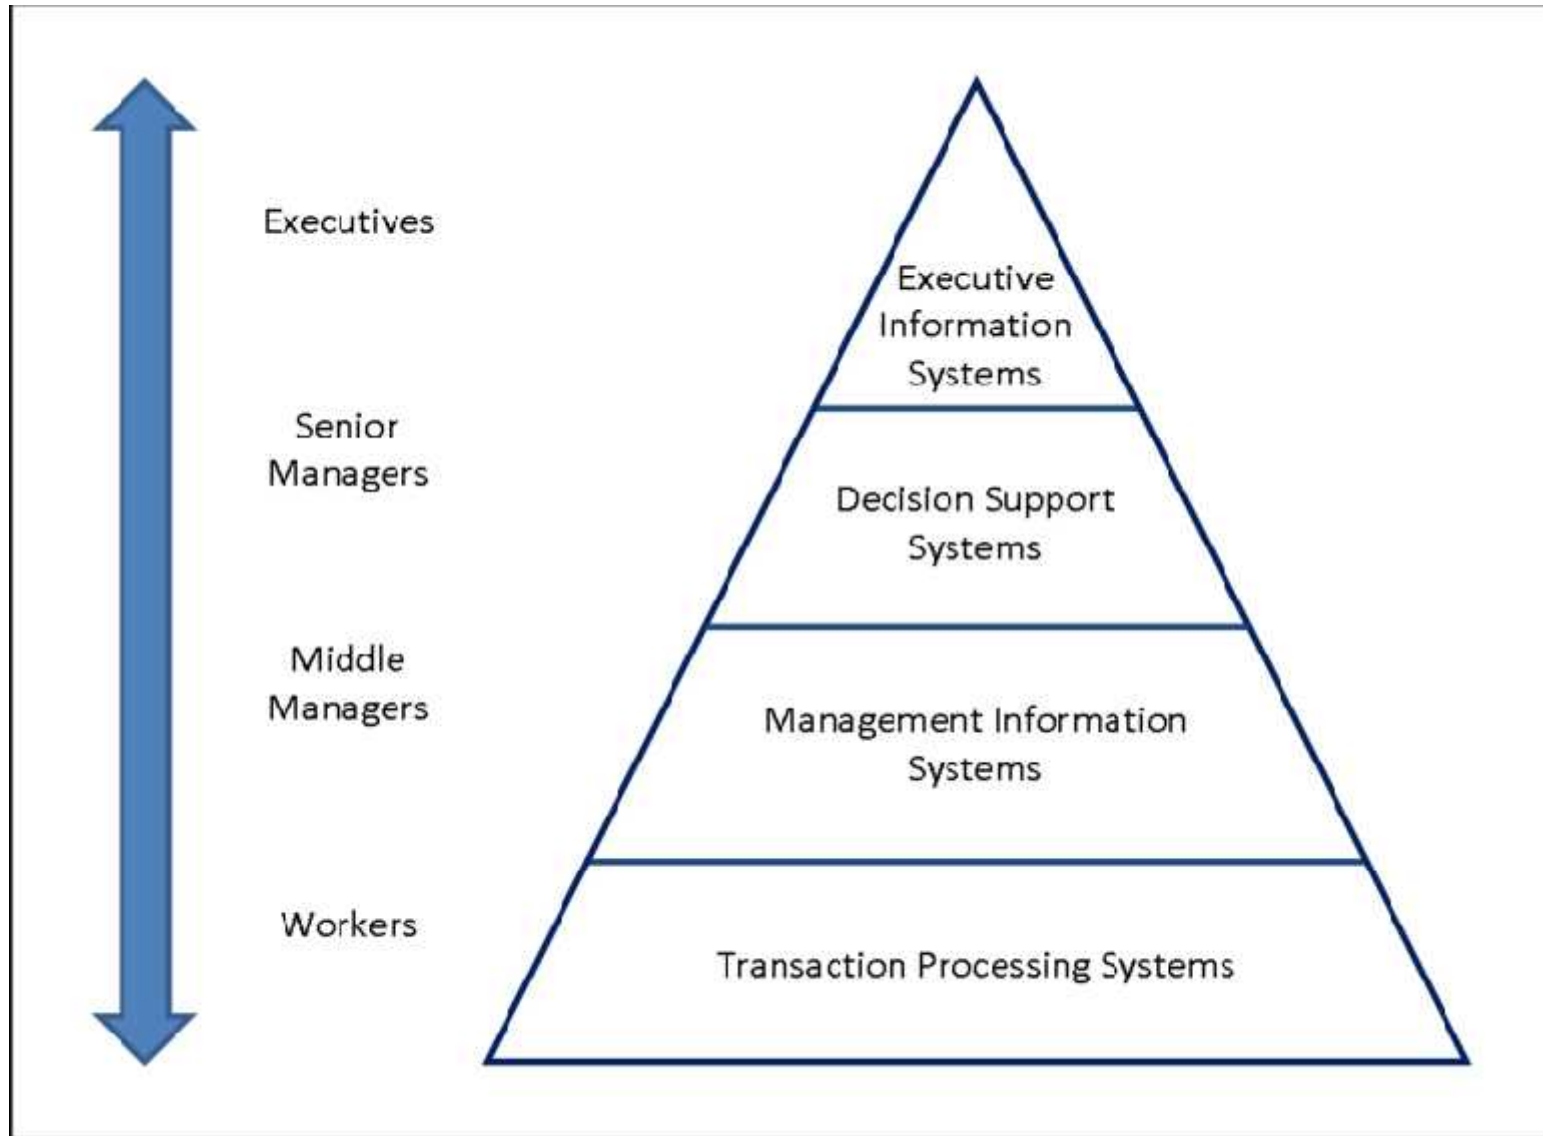 Executives
Executive
Information
Systems
Senior
Managers
Decision Support
Systems
Middle
Managers
Management Information
Systems
Workers
Transaction Processing Systems